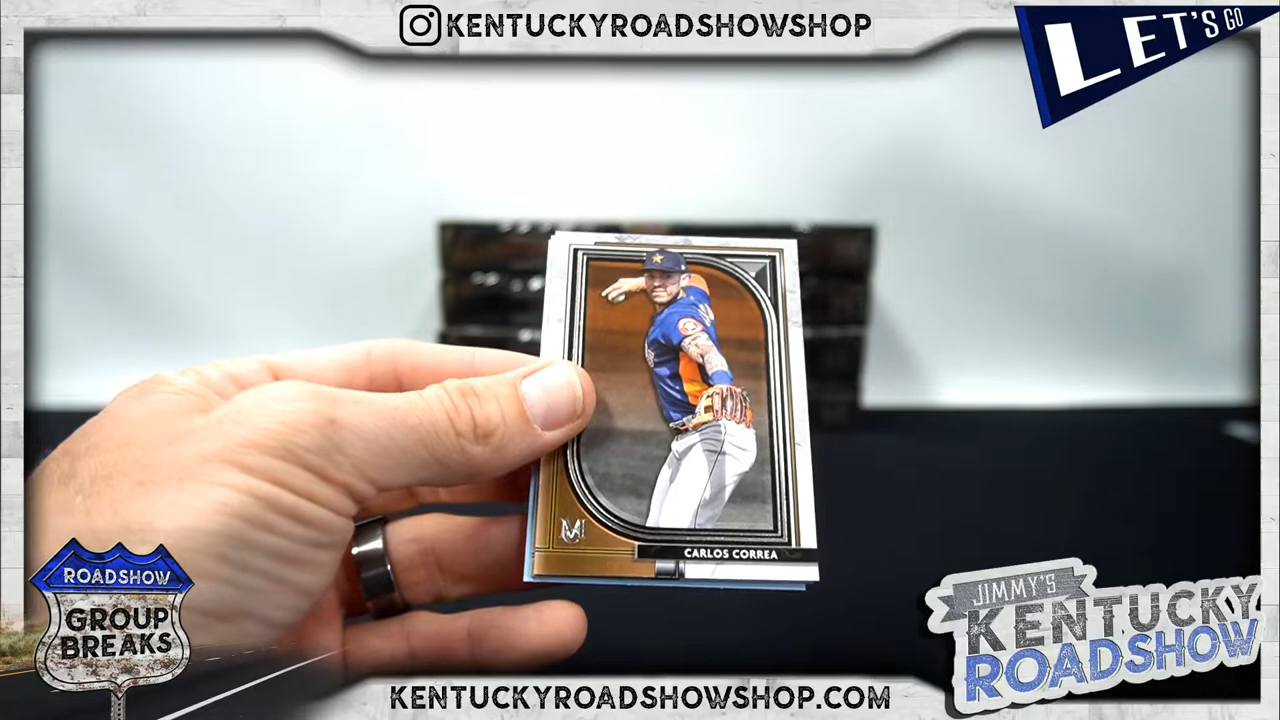 KENTUCKYROADSHOWSHOP
LET'S GO
CARLOS CORREA
ROADSHOW
GROUP
BREAKS
JIMMY'S
KENTUCKY
ROADSHOW
KENTUCKYROADSHOWSHOP.COM